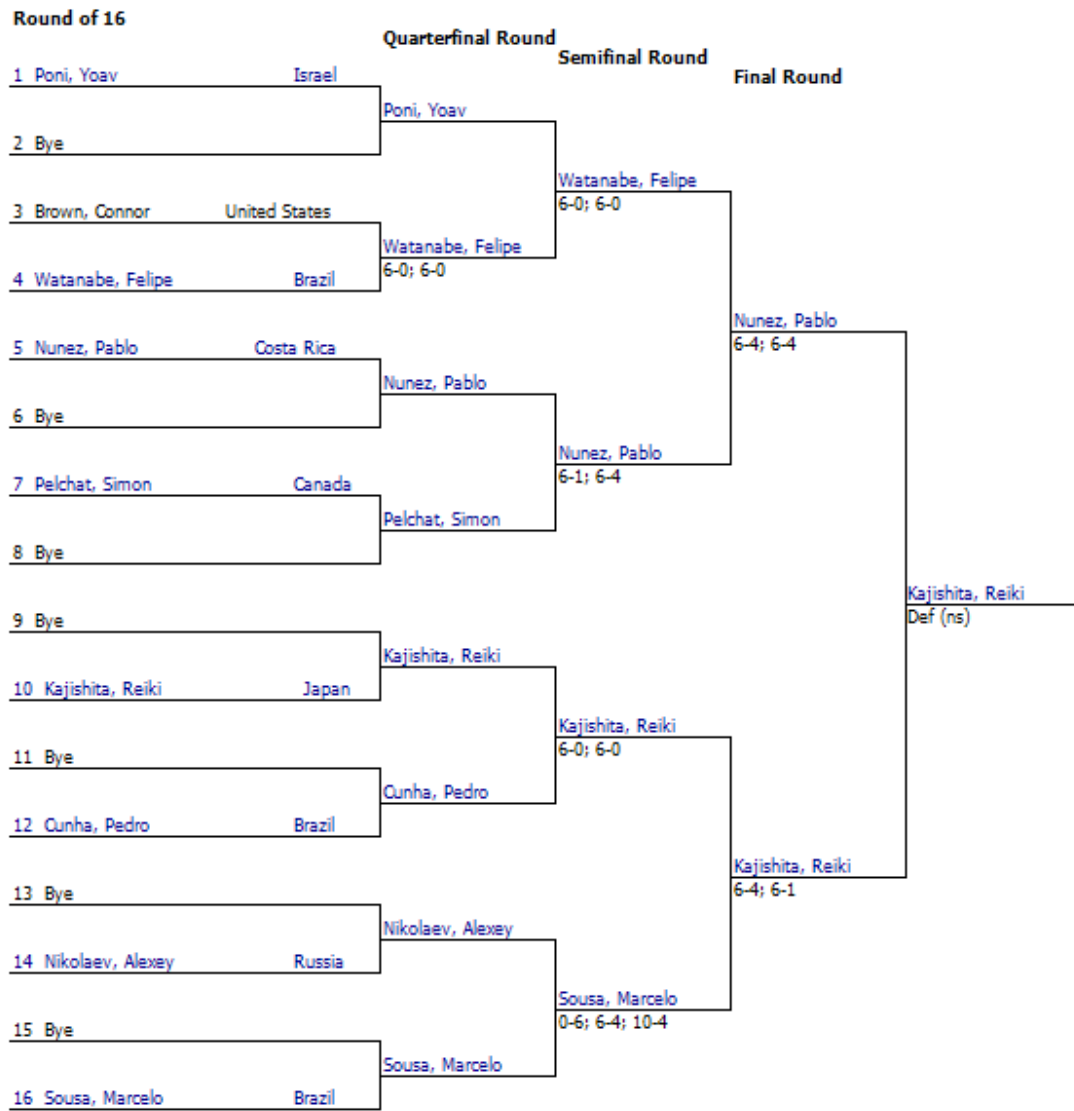 Round of 16
Quarterfinal Round
Semifinal Round
Final Round
1 Poni, Yoav Israel
Poni, Yoav
2 Bye
Watanabe, Felipe
6-0; 6-0
3 Brown, Connor United States
Watanabe, Felipe
6-0; 6-0
4 Watanabe, Felipe Brazil
Nunez, Pablo
6-4; 6-4
5 Nunez, Pablo Costa Rica
Nunez, Pablo
6 Bye
Nunez, Pablo
6-1; 6-4
7 Pelchat, Simon Canada
Pelchat, Simon
8 Bye
Kajishita, Reiki
Def (ns)
9 Bye
Kajishita, Reiki
10 Kajishita, Reiki Japan
Kajishita, Reiki
6-0; 6-0
11 Bye
Cunha, Pedro
12 Cunha, Pedro Brazil
Kajishita, Reiki
6-4; 6-1
13 Bye
Nikolaev, Alexey
14 Nikolaev, Alexey Russia
Sousa, Marcelo
0-6; 6-4; 10-4
15 Bye
Sousa, Marcelo
16 Sousa, Marcelo Brazil